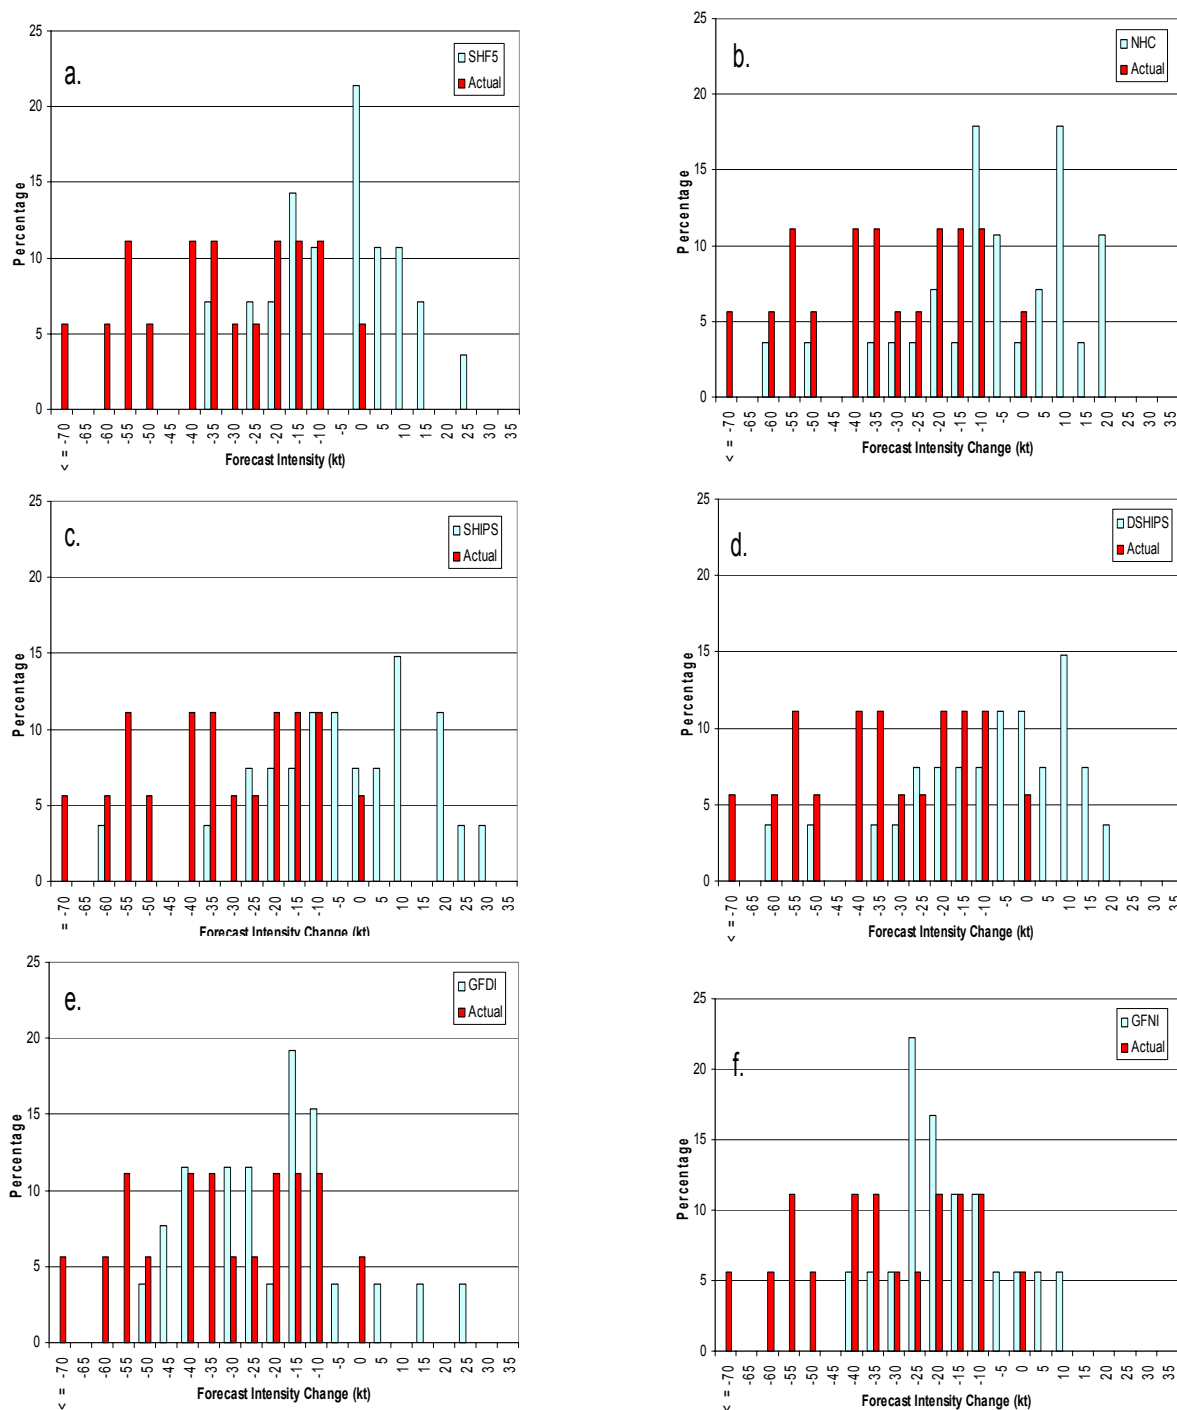 a.
SHF5
Actual
25
20
15
10
5
0
Percentage
<= -70 -65 -60 -55 -50 -45 -40 -35 -30 -25 -20 -15 -10 -5 0 5 10 15 20 25 30 35
Forecast Intensity (kt)
b.
NHC
Actual
25
20
15
10
5
0
Percentage
<= -70 -65 -60 -55 -50 -45 -40 -35 -30 -25 -20 -15 -10 -5 0 5 10 15 20 25 30 35
Forecast Intensity Change (kt)
c.
SHIPS
Actual
25
20
15
10
5
0
Percentage
= -70 -65 -60 -55 -50 -45 -40 -35 -30 -25 -20 -15 -10 -5 0 5 10 15 20 25 30 35
Forecast Intensity Change (kt)
d.
DSHIPS
Actual
25
20
15
10
5
0
Percentage
<= -70 -65 -60 -55 -50 -45 -40 -35 -30 -25 -20 -15 -10 -5 0 5 10 15 20 25 30 35
Forecast Intensity Change (kt)
e.
GFDI
Actual
25
20
15
10
5
0
Percentage
<= -70 -65 -60 -55 -50 -45 -40 -35 -30 -25 -20 -15 -10 -5 0 5 10 15 20 25 30 35
Forecast Intensity Change (kt)
f.
GFNI
Actual
25
20
15
10
5
0
Percentage
<= -70 -65 -60 -55 -50 -45 -40 -35 -30 -25 -20 -15 -10 -5 0 5 10 15 20 25 30 35
Forecast Intensity Change (kt)